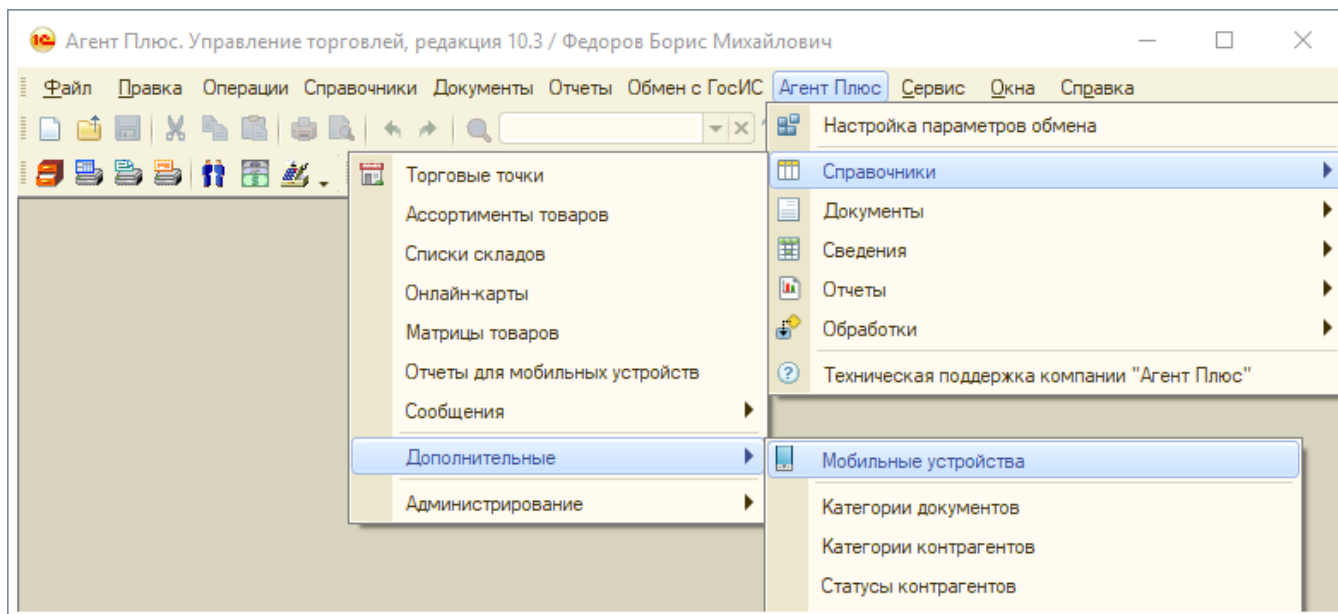 1С Агент Плюс. Управление торговлей, редакция 10.3 / Федоров Борис Михайлович
Файл Правка Операции Справочники Документы Отчеты Обмен с ГосИС Агент Плюс Сервис Окна Справка
Настройка параметров обмена
Справочники
Документы
Сведения
Отчеты
Обработки
Техническая поддержка компании "Агент Плюс"
Торговые точки
Ассортименты товаров
Списки складов
Онлайн-карты
Матрицы товаров
Отчеты для мобильных устройств
Сообщения
Дополнительные
Администрирование
Мобильные устройства
Категории документов
Категории контрагентов
Статусы контрагентов